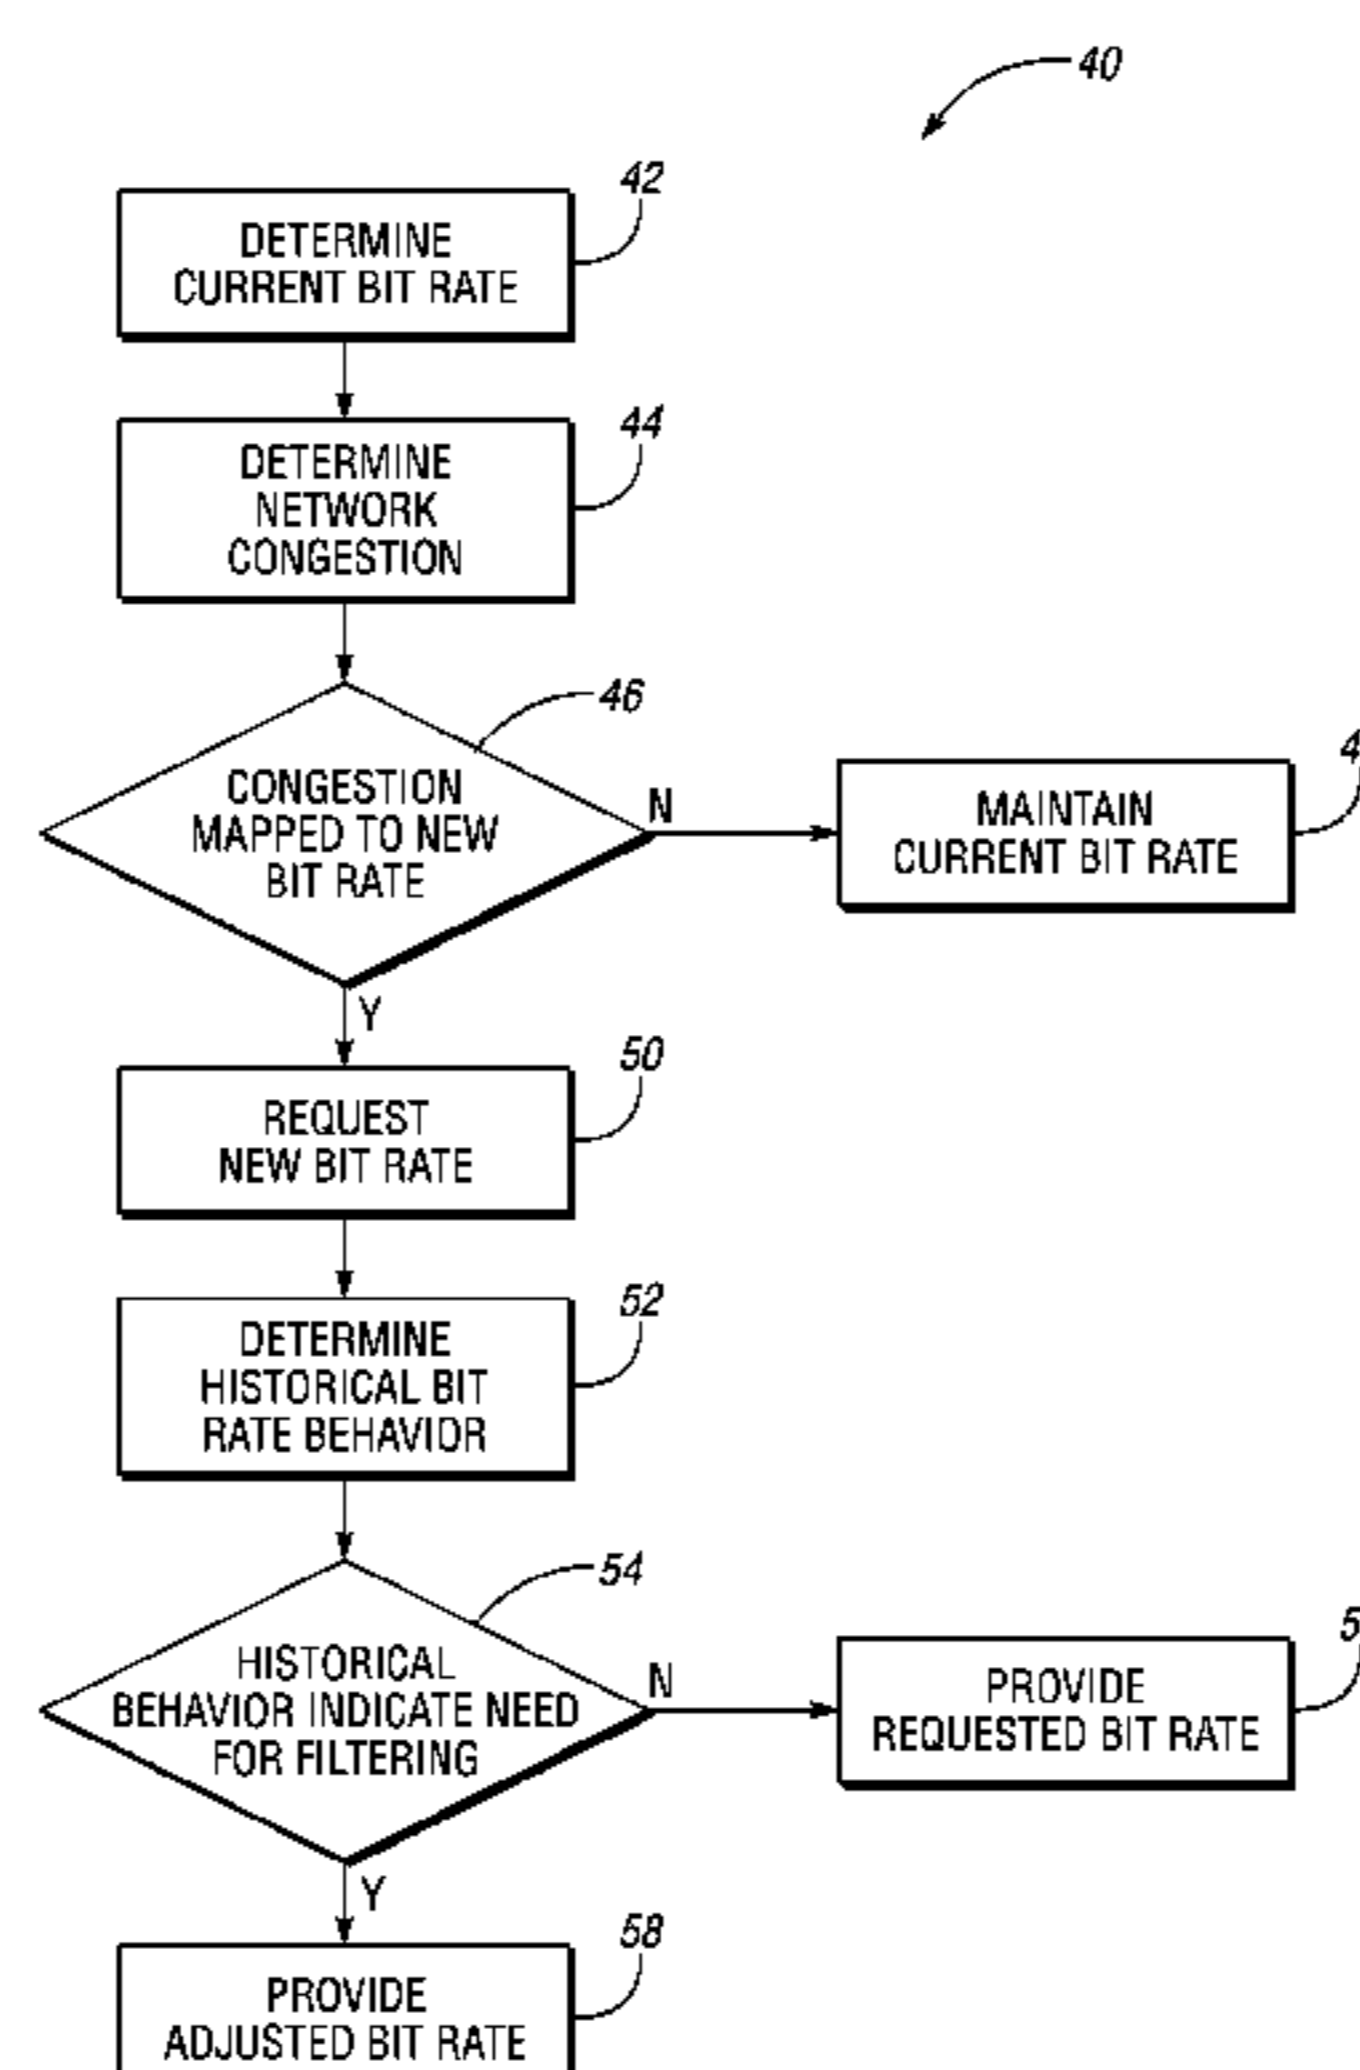 40
42
DETERMINE
CURRENT BIT RATE
44
DETERMINE
NETWORK
CONGESTION
46
CONGESTION
MAPPED TO NEW
BIT RATE
N
MAINTAIN
CURRENT BIT RATE
Y
50
REQUEST
NEW BIT RATE
52
DETERMINE
HISTORICAL BIT
RATE BEHAVIOR
54
HISTORICAL
BEHAVIOR INDICATE NEED
FOR FILTERING
N
PROVIDE
REQUESTED BIT RATE
Y
58
PROVIDE
ADJUSTED BIT RATE